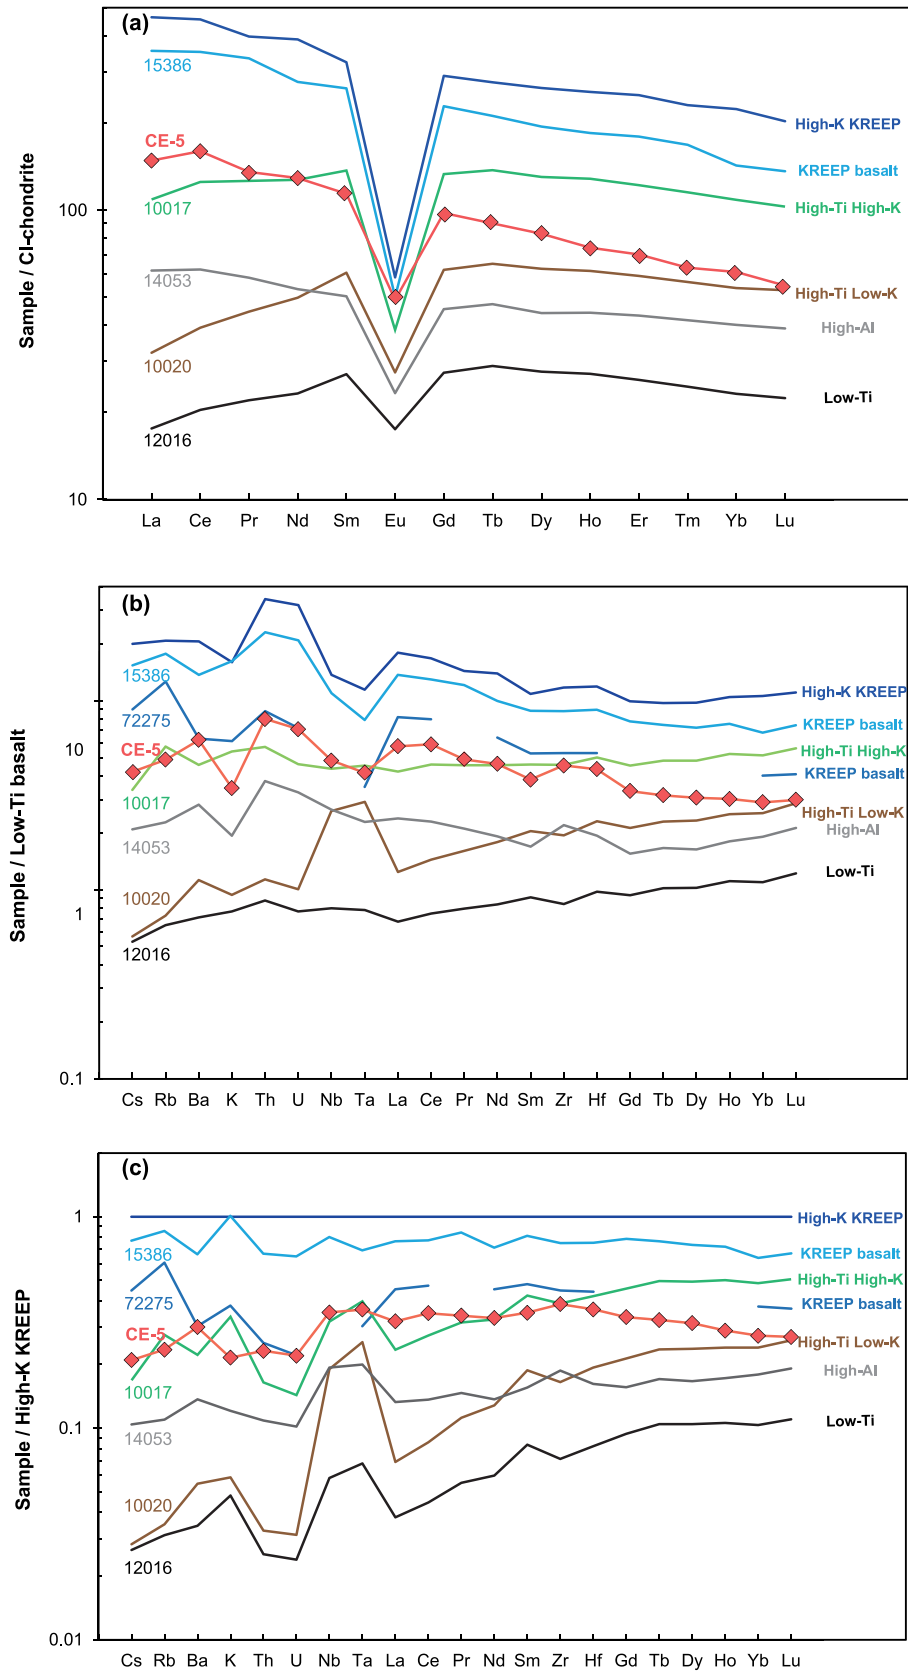 (a)
Sample / CI-chondrite
100
10
15386
CE-5
10017
14053
10020
12016
High-K KREEP
KREEP basalt
High-Ti High-K
High-Ti Low-K
High-Al
Low-Ti
La Ce Pr Nd Sm Eu Gd Tb Dy Ho Er Tm Yb Lu
(b)
Sample / Low-Ti basalt
10
1
0.1
15386
72275
CE-5
10017
14053
10020
12016
High-K KREEP
KREEP basalt
High-Ti High-K
KREEP basalt
High-Ti Low-K
High-Al
Low-Ti
Cs Rb Ba K Th U Nb Ta La Ce Pr Nd Sm Zr Hf Gd Tb Dy Ho Yb Lu
(c)
Sample / High-K KREEP
1
0.1
0.01
15386
72275
CE-5
10017
14053
10020
12016
High-K KREEP
KREEP basalt
High-Ti High-K
KREEP basalt
High-Ti Low-K
High-Al
Low-Ti
Cs Rb Ba K Th U Nb Ta La Ce Pr Nd Sm Zr Hf Gd Tb Dy Ho Yb Lu